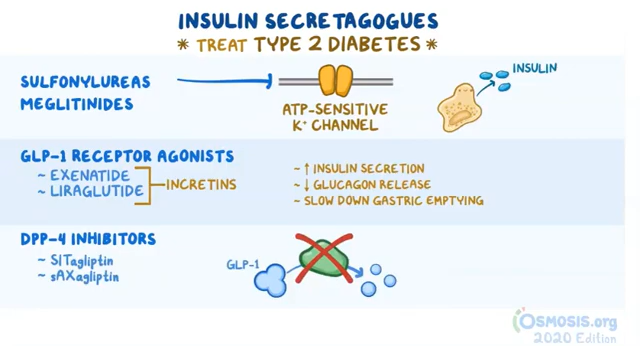 INSULIN SECRETAGOGUES
* TREAT TYPE 2 DIABETES *
SULFONYLUREAS
MEGLITINIDES
ATP-SENSITIVE
K+ CHANNEL
INSULIN
GLP-1 RECEPTOR AGONISTS
~ EXENATIDE
~ LIRAGLUTIDE
INCRETINS
- ↑ INSULIN SECRETION
- ↓ GLUCAGON RELEASE
- SLOW DOWN GASTRIC EMPTYING
DPP-4 INHIBITORS
~ SITagliptin
~ sAXagliptin
GLP-1
OSMOSIS.org
2020 Edition